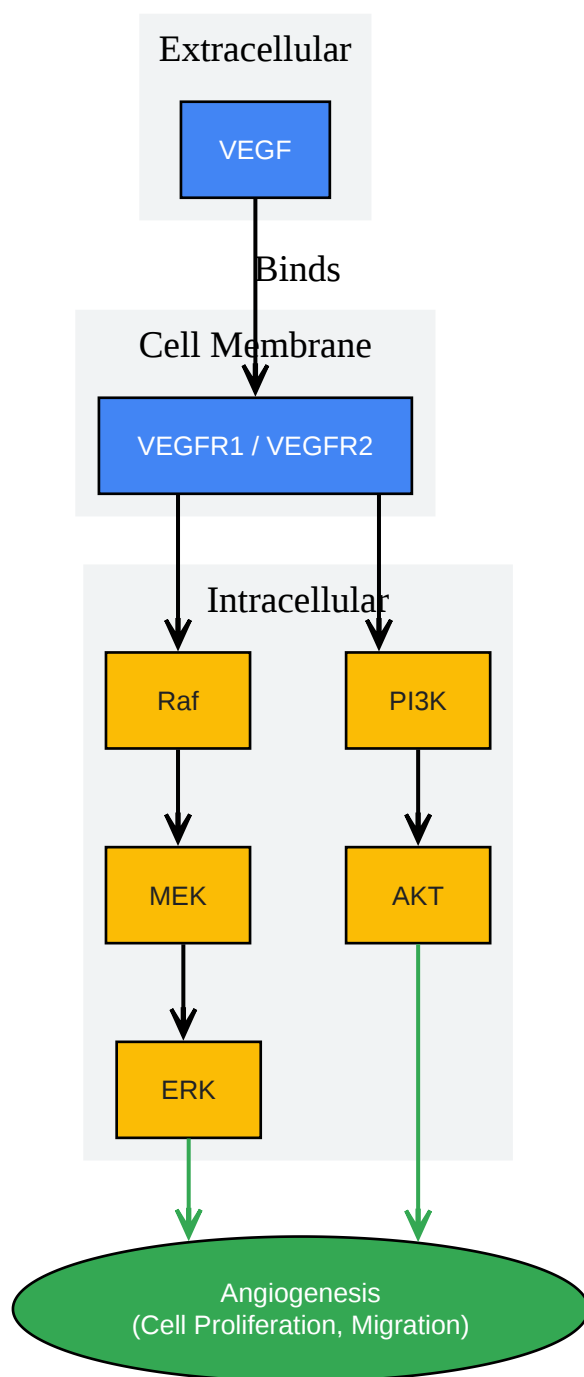 Extracellular
VEGF
Binds
Cell Membrane
VEGFR1 / VEGFR2
Intracellular
Raf
PI3K
MEK
AKT
ERK
Angiogenesis
(Cell Proliferation, Migration)